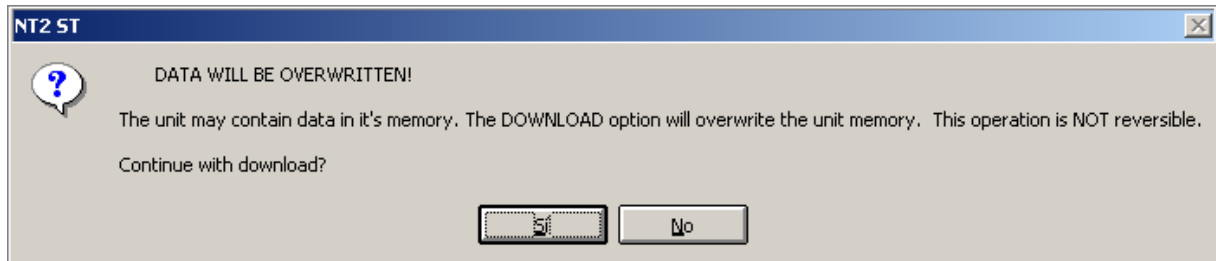 NT2 ST
DATA WILL BE OVERWRITTEN!
The unit may contain data in it's memory. The DOWNLOAD option will overwrite the unit memory.  This operation is NOT reversible.
Continue with download?
Sí
No